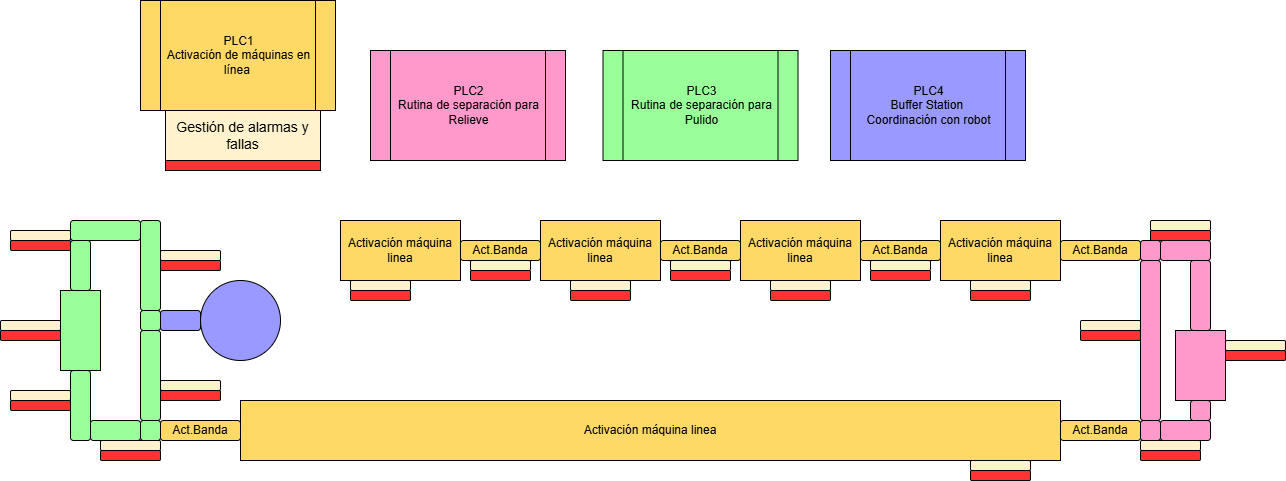 PLC1
Activación de máquinas en
línea
Gestión de alarmas y
fallas
PLC2
Rutina de separación para
Relieve
PLC3
Rutina de separación para
Pulido
PLC4
Buffer Station
Coordinación con robot
Activación máquina
linea
Act.Banda
Activación máquina
linea
Act.Banda
Activación máquina
linea
Act.Banda
Activación máquina
linea
Act.Banda
Act.Banda
Activación máquina linea
Act.Banda